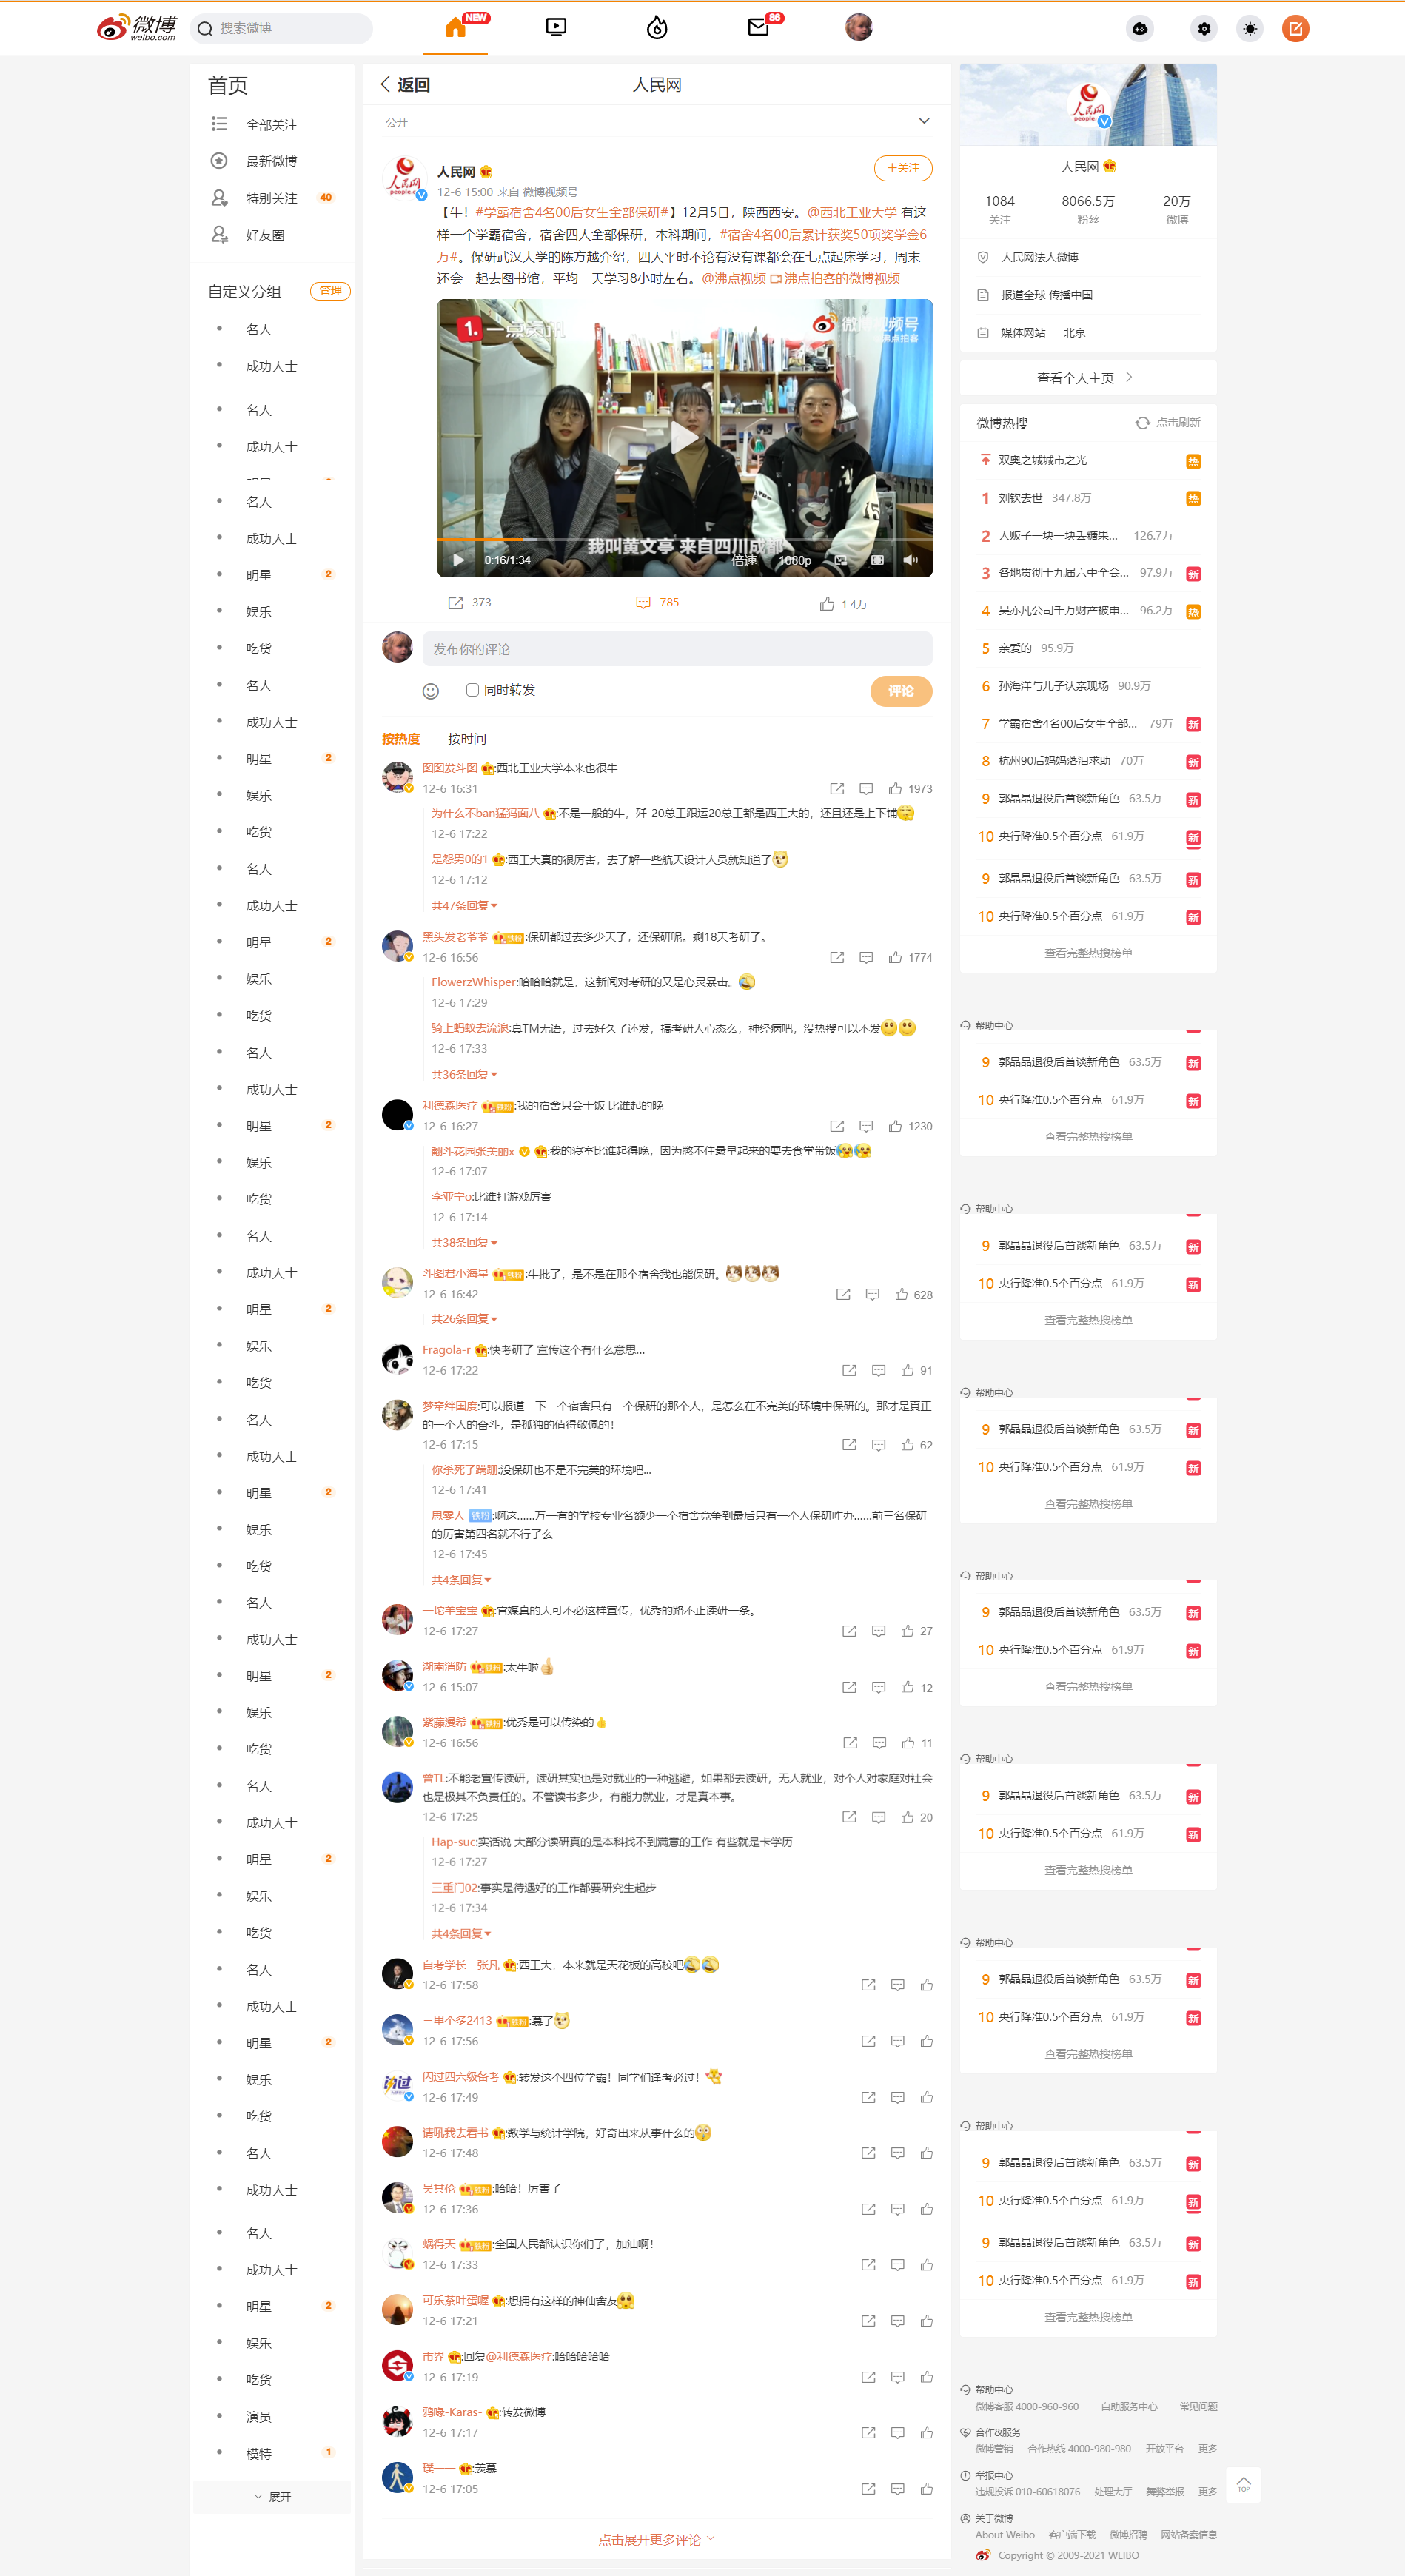 微博
weibo.com
搜索微博
NEW
86
首页
全部关注
最新微博
特别关注 40
好友圈
自定义分组 管理
名人
成功人士
名人
成功人士
名人
成功人士
明星 2
娱乐
吃货
名人
成功人士
明星 2
娱乐
吃货
名人
成功人士
明星 2
娱乐
吃货
名人
成功人士
明星 2
娱乐
吃货
名人
成功人士
明星 2
娱乐
吃货
名人
成功人士
明星 2
娱乐
吃货
名人
成功人士
明星 2
娱乐
吃货
名人
成功人士
明星 2
娱乐
吃货
名人
成功人士
明星 2
娱乐
吃货
名人
成功人士
名人
成功人士
明星 2
娱乐
吃货
演员
模特 1
展开
返回 人民网
公开
人民网
+关注
12-6 15:00 来自 微博视频号
【牛！#学霸宿舍4名00后女生全部保研#】12月5日，陕西西安。@西北工业大学 有这
样一个学霸宿舍，宿舍四人全部保研，本科期间，#宿舍4名00后累计获奖50项奖学金6
万#。保研武汉大学的陈方越介绍，四人平时不论有没有课都会在七点起床学习，周末
还会一起去图书馆，平均一天学习8小时左右。@沸点视频 沸点拍客的微博视频
1. 一点资讯
微博视频号
沸点拍客
我叫黄文亭 来自四川成都
0:16/1:34 倍速 1080p
373 785 1.4万
发布你的评论
同时转发 评论
按热度 按时间
图图发斗图:西北工业大学本来也很牛
12-6 16:31 1973
为什么不ban猛犸面八:不是一般的牛，歼-20总工跟运20总工都是西工大的，还且还是上下铺
12-6 17:22
是怨男0的1:西工大真的很厉害，去了解一些航天设计人员就知道了
12-6 17:12
共47条回复
黑头发老爷爷 铁粉:保研都过去多少天了，还保研呢。剩18天考研了。
12-6 16:56 1774
FlowerzWhisper:哈哈哈就是，这新闻对考研的又是心灵暴击。
12-6 17:29
骑上蚂蚁去流浪:真TM无语，过去好久了还发，搞考研人心态么，神经病吧，没热搜可以不发
12-6 17:33
共36条回复
利德森医疗 铁粉:我的宿舍只会干饭 比谁起的晚
12-6 16:27 1230
翻斗花园张美丽x:我的寝室比谁起得晚，因为憋不住最早起来的要去食堂带饭
12-6 17:07
李亚宁o:比谁打游戏厉害
12-6 17:14
共38条回复
斗图君小海星 铁粉:牛批了，是不是在那个宿舍我也能保研。
12-6 16:42 628
共26条回复
Fragola-r:快考研了 宣传这个有什么意思...
12-6 17:22 91
梦牵绊国度:可以报道一下一个宿舍只有一个保研的那个人，是怎么在不完美的环境中保研的。那才是真正
的一个人的奋斗，是孤独的值得敬佩的！
12-6 17:15 62
你杀死了蹒跚:没保研也不是不完美的环境吧...
12-6 17:41
思零人 铁粉:啊这......万一有的学校专业名额少一个宿舍竞争到最后只有一个人保研咋办......前三名保研
的厉害第四名就不行了么
12-6 17:45
共4条回复
一坨羊宝宝:官媒真的大可不必这样宣传，优秀的路不止读研一条。
12-6 17:27 27
湖南消防 铁粉:太牛啦
12-6 15:07 12
紫藤漫希 铁粉:优秀是可以传染的
12-6 16:56 11
曾TL:不能老宣传读研，读研其实也是对就业的一种逃避，如果都去读研，无人就业，对个人对家庭对社会
也是极其不负责任的。不管读书多少，有能力就业，才是真本事。
12-6 17:25 20
Hap-suc:实话说 大部分读研真的是本科找不到满意的工作 有些就是卡学历
12-6 17:27
三重门02:事实是待遇好的工作都要研究生起步
12-6 17:34
共4条回复
自考学长一张凡:西工大，本来就是天花板的高校吧
12-6 17:58
三里个多2413 铁粉:慕了
12-6 17:56
闪过四六级备考:转发这个四位学霸！同学们逢考必过！
12-6 17:49
请吼我去看书:数学与统计学院，好奇出来从事什么的
12-6 17:48
吴其伦 铁粉:哈哈！厉害了
12-6 17:36
蜗得天 铁粉:全国人民都认识你们了，加油啊！
12-6 17:33
可乐茶叶蛋喔:想拥有这样的神仙舍友
12-6 17:21
市界:回复@利德森医疗:哈哈哈哈哈
12-6 17:19
鸦喙-Karas-:转发微博
12-6 17:17
璞一一:羡慕
12-6 17:05
点击展开更多评论
人民网
people.cn
人民网
1084 8066.5万 20万
关注 粉丝 微博
人民网法人微博
报道全球 传播中国
媒体网站 北京
查看个人主页
微博热搜 点击刷新
双奥之城城市之光 热
1 刘钦去世 347.8万 热
2 人贩子一块一块丢糖果... 126.7万
3 各地贯彻十九届六中全会... 97.9万 新
4 吴亦凡公司千万财产被申... 96.2万 热
5 亲爱的 95.9万
6 孙海洋与儿子认亲现场 90.9万
7 学霸宿舍4名00后女生全部... 79万 新
8 杭州90后妈妈落泪求助 70万 新
9 郭晶晶退役后首谈新角色 63.5万 新
10 央行降准0.5个百分点 61.9万 新
9 郭晶晶退役后首谈新角色 63.5万 新
10 央行降准0.5个百分点 61.9万 新
查看完整热搜榜单
帮助中心
9 郭晶晶退役后首谈新角色 63.5万 新
10 央行降准0.5个百分点 61.9万 新
查看完整热搜榜单
帮助中心
9 郭晶晶退役后首谈新角色 63.5万 新
10 央行降准0.5个百分点 61.9万 新
查看完整热搜榜单
帮助中心
9 郭晶晶退役后首谈新角色 63.5万 新
10 央行降准0.5个百分点 61.9万 新
查看完整热搜榜单
帮助中心
9 郭晶晶退役后首谈新角色 63.5万 新
10 央行降准0.5个百分点 61.9万 新
查看完整热搜榜单
帮助中心
9 郭晶晶退役后首谈新角色 63.5万 新
10 央行降准0.5个百分点 61.9万 新
查看完整热搜榜单
帮助中心
9 郭晶晶退役后首谈新角色 63.5万 新
10 央行降准0.5个百分点 61.9万 新
查看完整热搜榜单
帮助中心
9 郭晶晶退役后首谈新角色 63.5万 新
10 央行降准0.5个百分点 61.9万 新
9 郭晶晶退役后首谈新角色 63.5万 新
10 央行降准0.5个百分点 61.9万 新
查看完整热搜榜单
帮助中心
微博客服 4000-960-960 自助服务中心 常见问题
合作&服务
微博营销 合作热线 4000-980-980 开放平台 更多
举报中心
违规投诉 010-60618076 处理大厅 舞弊举报 更多
关于微博
About Weibo 客户端下载 微博招聘 网站备案信息
Copyright © 2009-2021 WEIBO
TOP